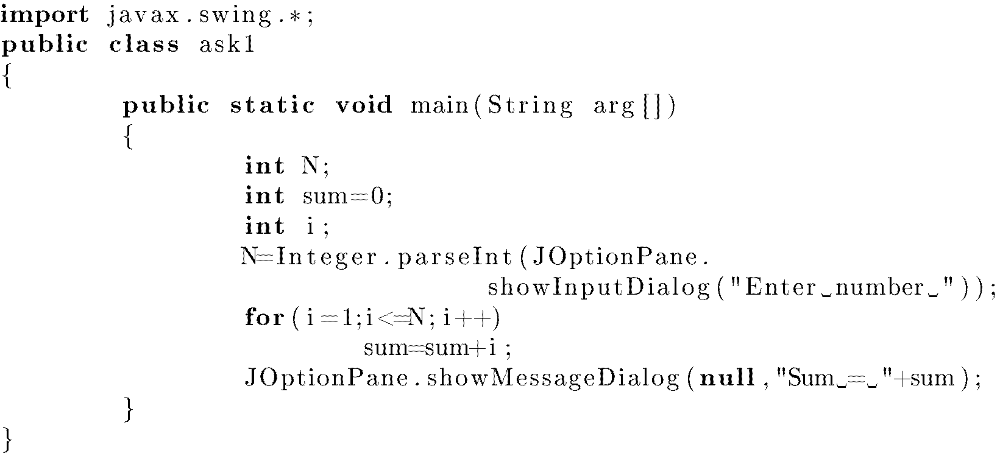 import javax.swing.*;
public class ask1
{
public static void main(String arg[])
{
int N;
int sum=0;
int i;
N=Integer.parseInt(JOptionPane.
showInputDialog("Enter␣number␣"));
for(i=1;i<=N;i++)
sum=sum+i;
JOptionPane.showMessageDialog(null,"Sum␣=␣"+sum);
}
}